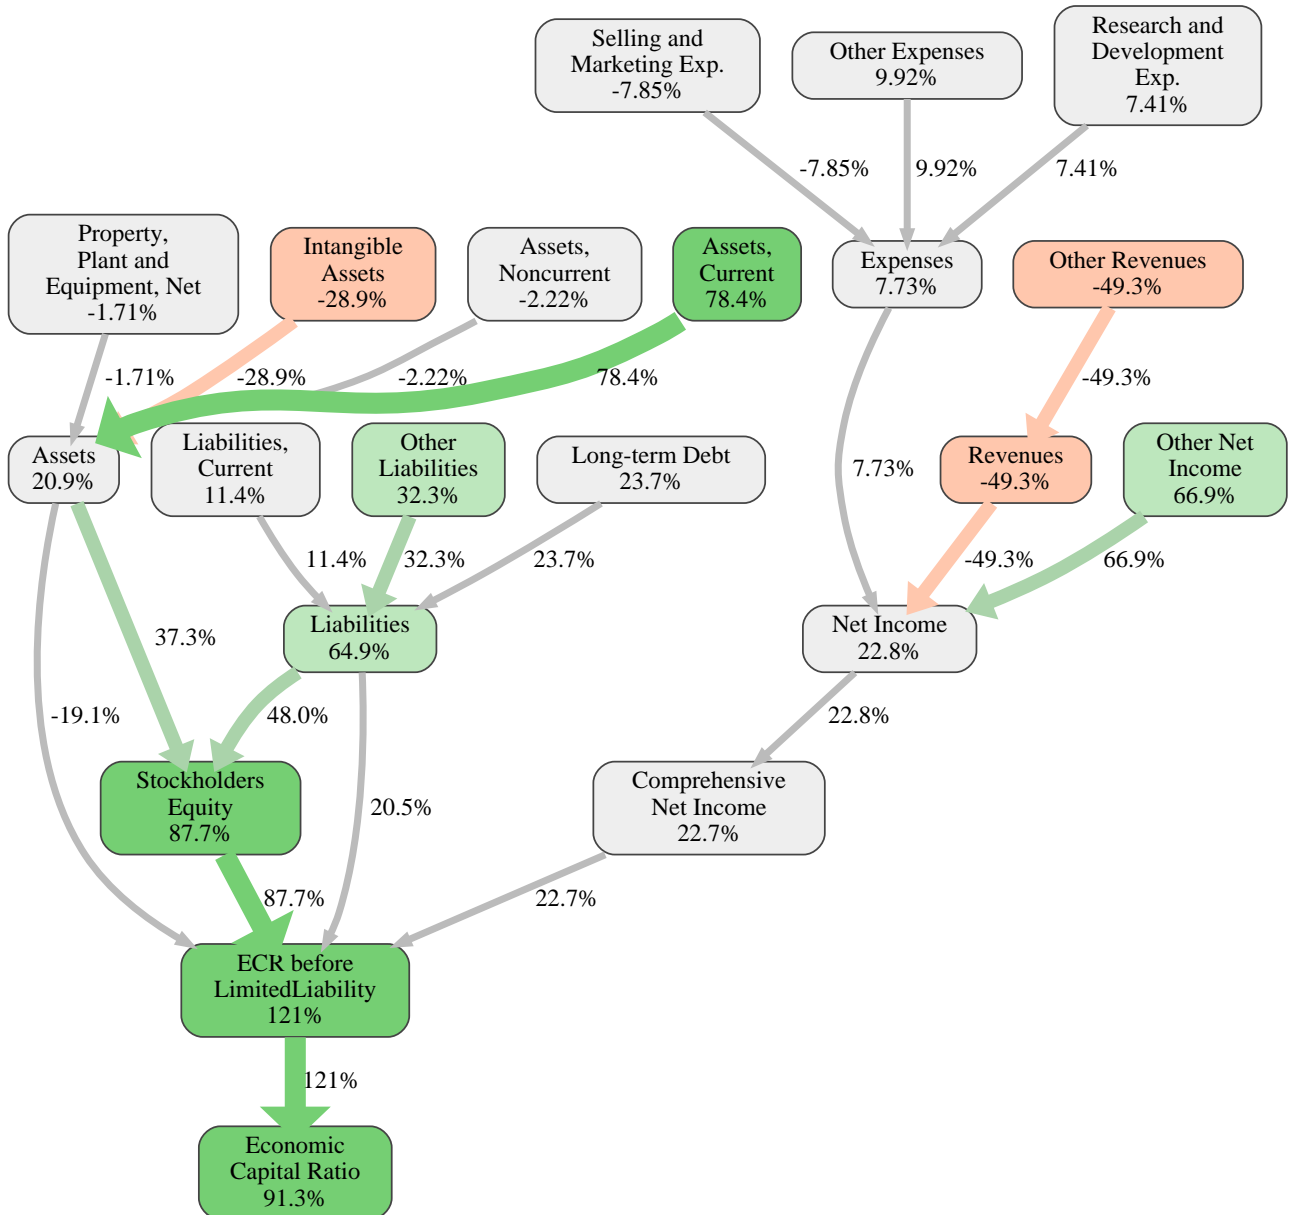 Selling and
Marketing Exp.
-7.85%
Other Expenses
9.92%
Research and
Development
Exp.
7.41%
-7.85%
9.92%
7.41%
Property,
Plant and
Equipment, Net
-1.71%
Intangible
Assets
-28.9%
Assets,
Noncurrent
-2.22%
Assets,
Current
78.4%
Expenses
7.73%
Other Revenues
-49.3%
-1.71%
-28.9%
-2.22%
78.4%
-49.3%
Assets
20.9%
Liabilities,
Current
11.4%
Other
Liabilities
32.3%
Long-term Debt
23.7%
7.73%
Revenues
-49.3%
Other Net
Income
66.9%
11.4%
32.3%
23.7%
-49.3%
66.9%
Liabilities
64.9%
Net Income
22.8%
37.3%
-19.1%
48.0%
22.8%
Stockholders
Equity
87.7%
20.5%
Comprehensive
Net Income
22.7%
87.7%
22.7%
ECR before
LimitedLiability
121%
121%
Economic
Capital Ratio
91.3%